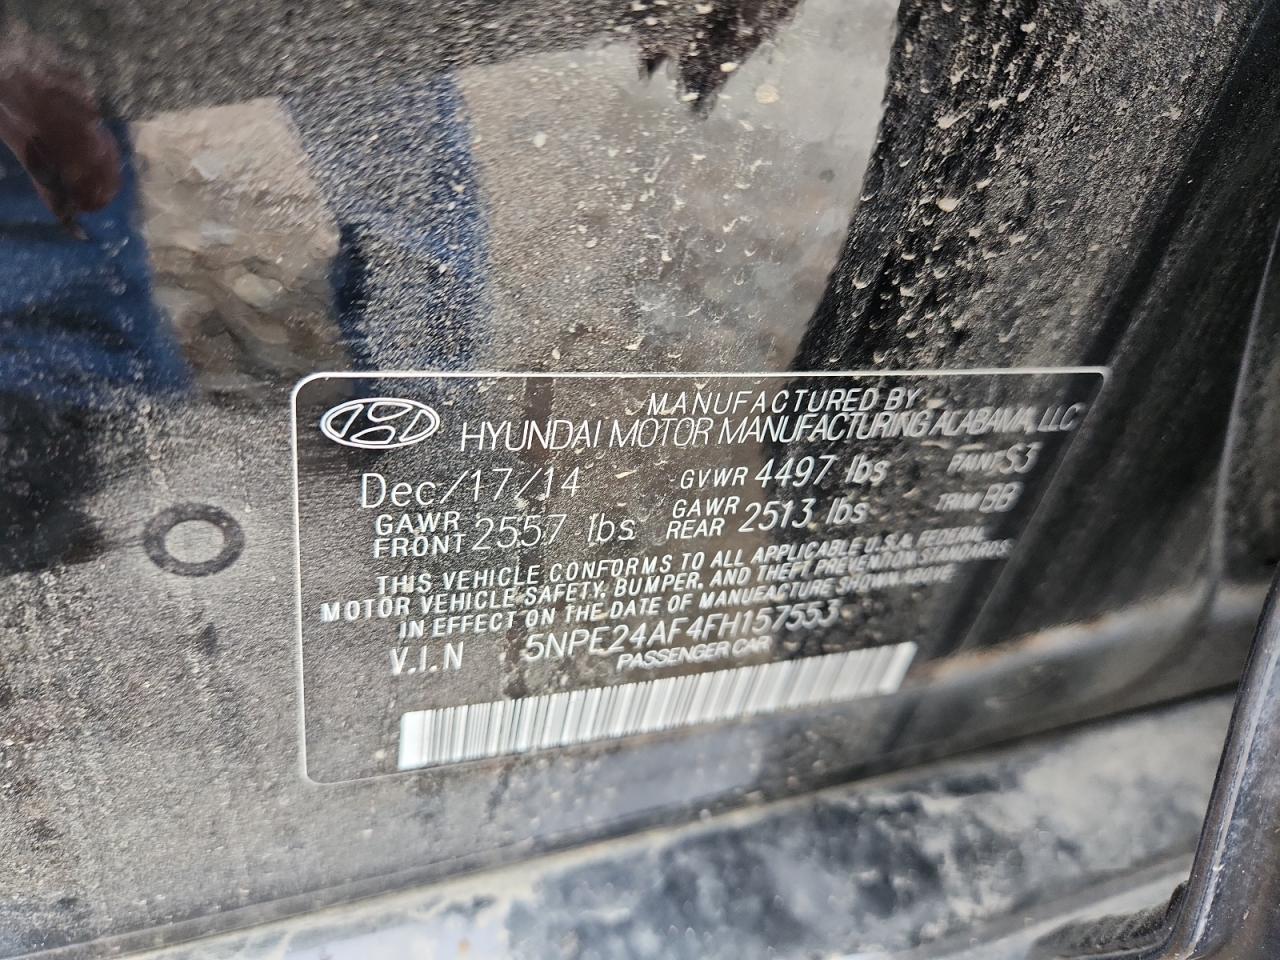 MANUFACTURED BY
HYUNDAI MOTOR MANUFACTURING ALABAMA, LLC
Dec/17/14 GVWR 4497 lbs PAINT S3
GAWR FRONT 2557 lbs GAWR REAR 2513 lbs TRIM BB
THIS VEHICLE CONFORMS TO ALL APPLICABLE U.S.A. FEDERAL
MOTOR VEHICLE SAFETY, BUMPER, AND THEFT PREVENTION STANDARDS
IN EFFECT ON THE DATE OF MANUFACTURE SHOWN ABOVE
V.I.N 5NPE24AF4FH157553
PASSENGER CAR